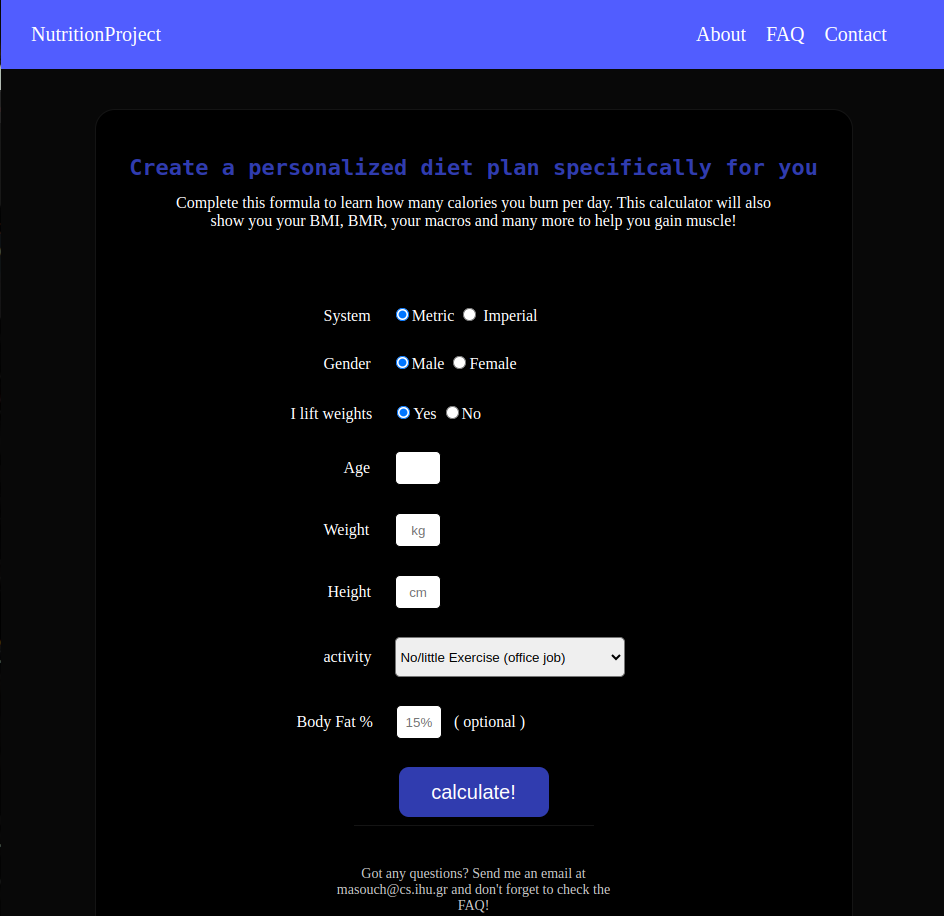 NutritionProject About FAQ Contact
Create a personalized diet plan specifically for you
Complete this formula to learn how many calories you burn per day. This calculator will also
show you your BMI, BMR, your macros and many more to help you gain muscle!
System Metric Imperial
Gender Male Female
I lift weights Yes No
Age
Weight kg
Height cm
activity No/little Exercise (office job)
Body Fat % 15% ( optional )
calculate!
Got any questions? Send me an email at
masouch@cs.ihu.gr and don't forget to check the
FAQ!